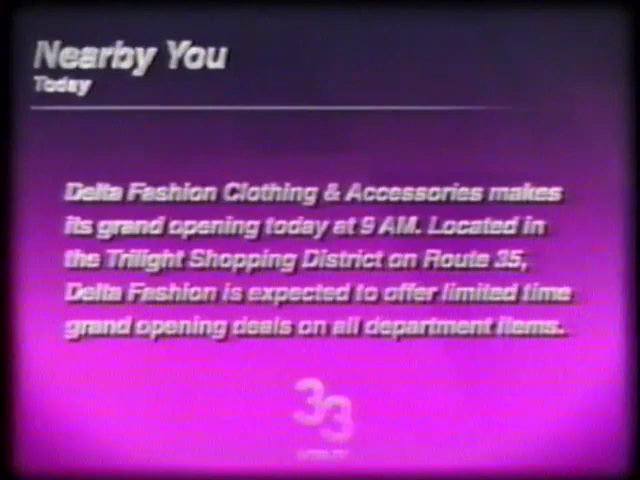 Nearby You
Today
Delta Fashion Clothing & Accessories makes
its grand opening today at 9 AM. Located in
the Trilight Shopping District on Route 35,
Delta Fashion is expected to offer limited time
grand opening deals on all department items.
33